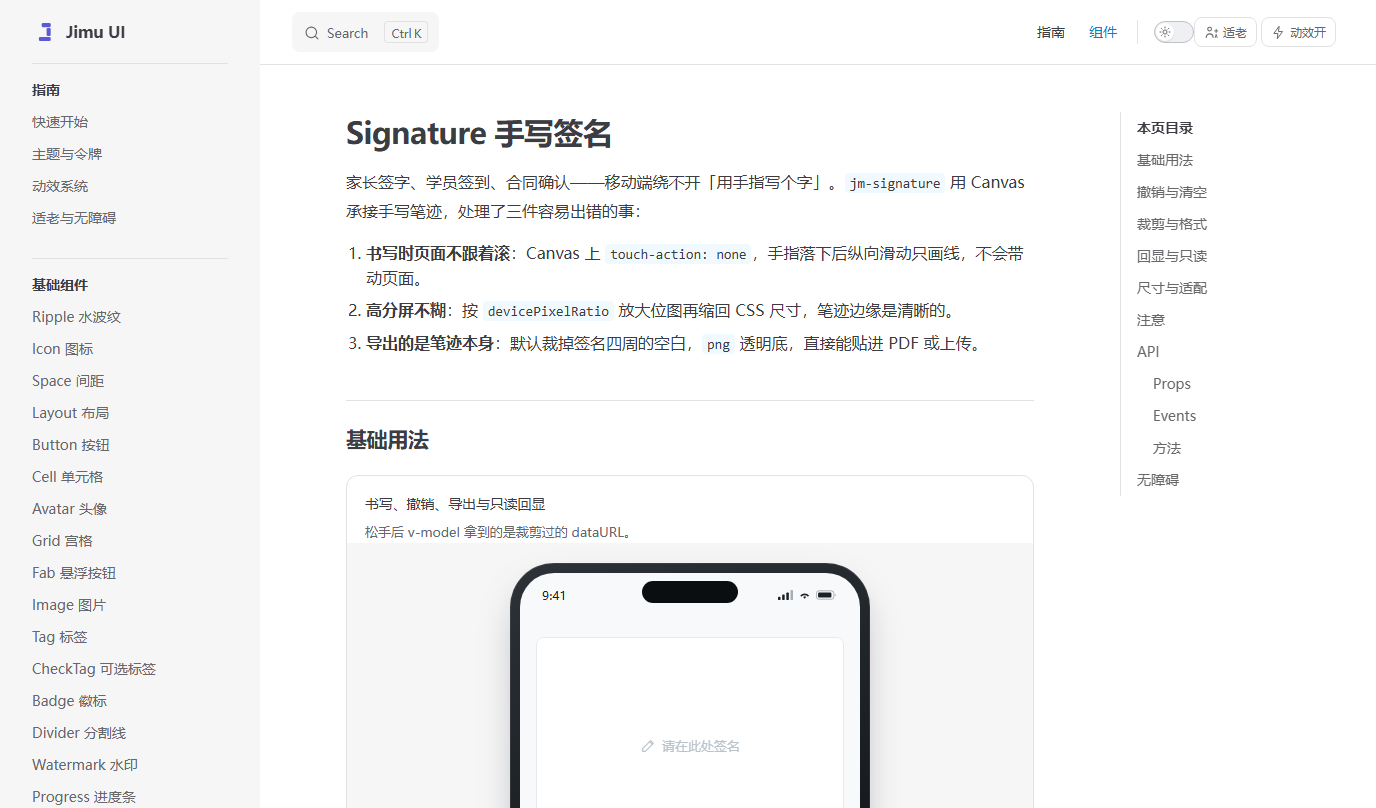 Jimu UI
指南
快速开始
主题与令牌
动效系统
适老与无障碍
基础组件
Ripple 水波纹
Icon 图标
Space 间距
Layout 布局
Button 按钮
Cell 单元格
Avatar 头像
Grid 宫格
Fab 悬浮按钮
Image 图片
Tag 标签
CheckTag 可选标签
Badge 徽标
Divider 分割线
Watermark 水印
Progress 进度条
Search Ctrl K
指南 组件 适老 动效开
Signature 手写签名
家长签字、学员签到、合同确认——移动端绕不开「用手指写个字」。jm-signature 用 Canvas
承接手写笔迹，处理了三件容易出错的事：
1. 书写时页面不跟着滚：Canvas 上 touch-action: none ，手指落下后纵向滑动只画线，不会带
动页面。
2. 高分屏不糊：按 devicePixelRatio 放大位图再缩回 CSS 尺寸，笔迹边缘是清晰的。
3. 导出的是笔迹本身：默认裁掉签名四周的空白， png 透明底，直接能贴进 PDF 或上传。
基础用法
书写、撤销、导出与只读回显
松手后 v-model 拿到的是裁剪过的 dataURL。
9:41
请在此处签名
本页目录
基础用法
撤销与清空
裁剪与格式
回显与只读
尺寸与适配
注意
API
Props
Events
方法
无障碍